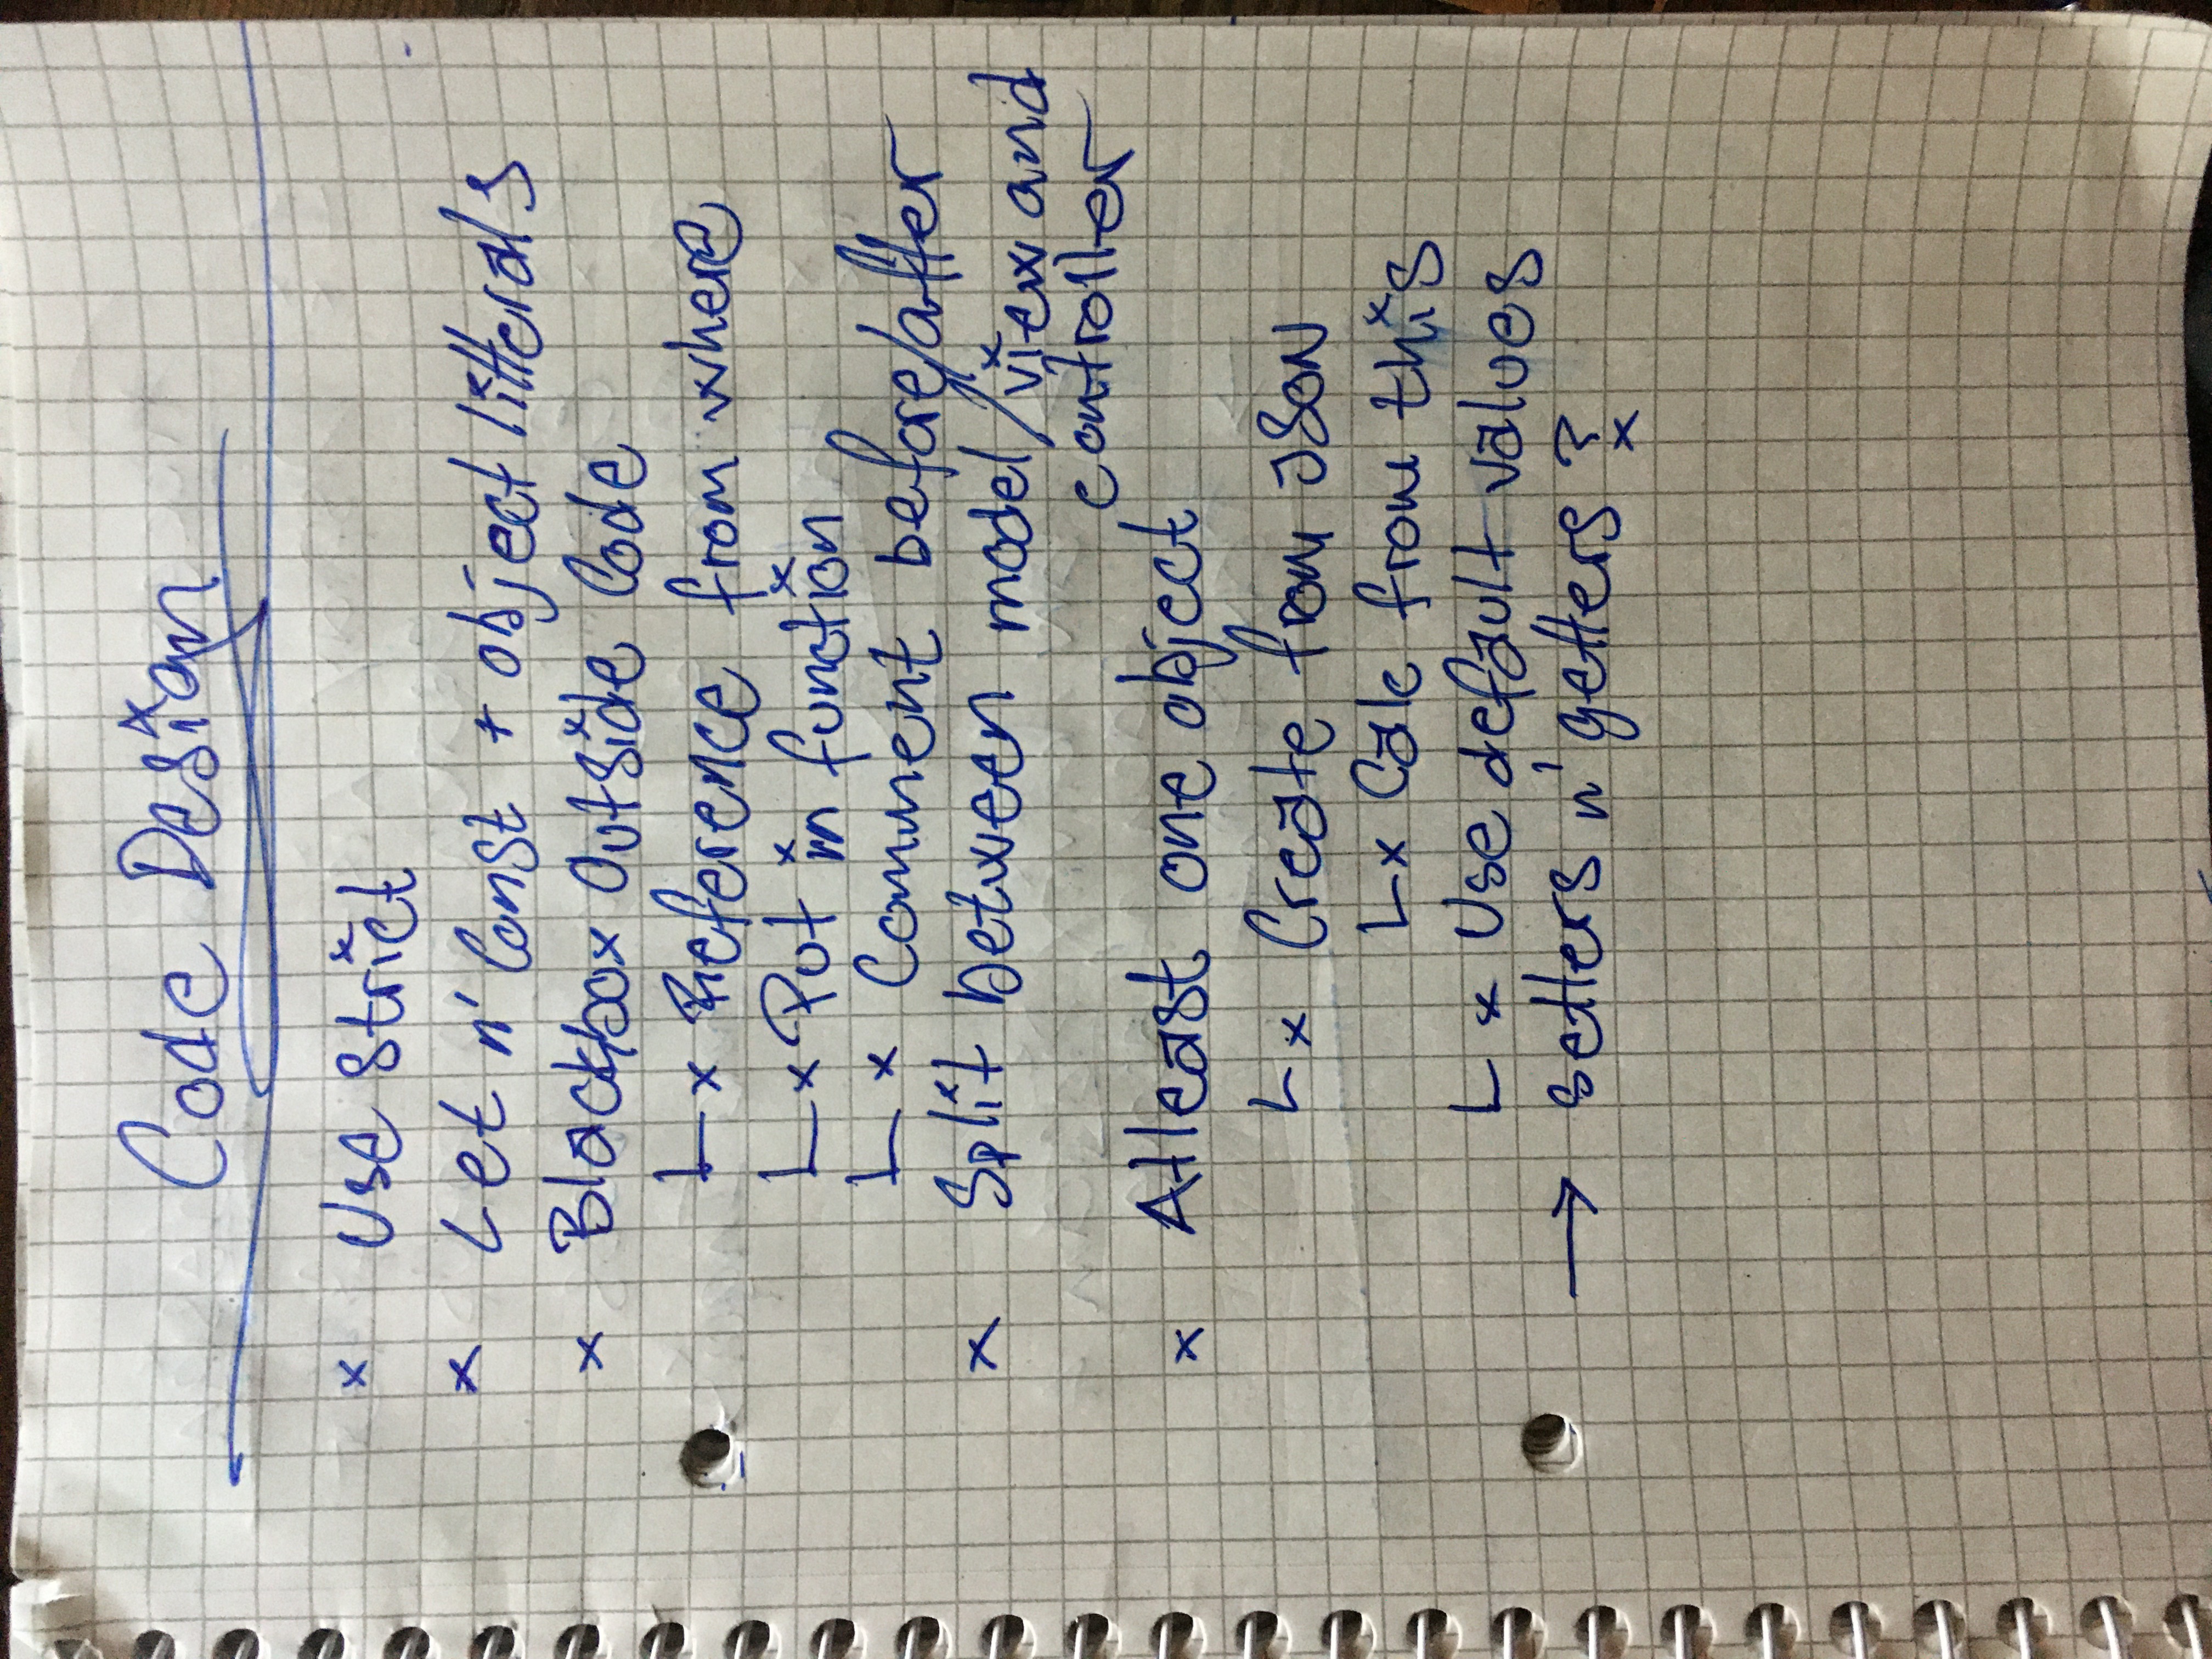 Code Design
x Use strict
x Let n' Const + object litterals
x Blackbox Outside Code
L x Reference from where
L x Put in function
L x Comment before/after
x Split between model/view and
controller
x Atleast one object
L x Create from JSON
L x Calc from this
L x Use default values
→ setters n' getters ?